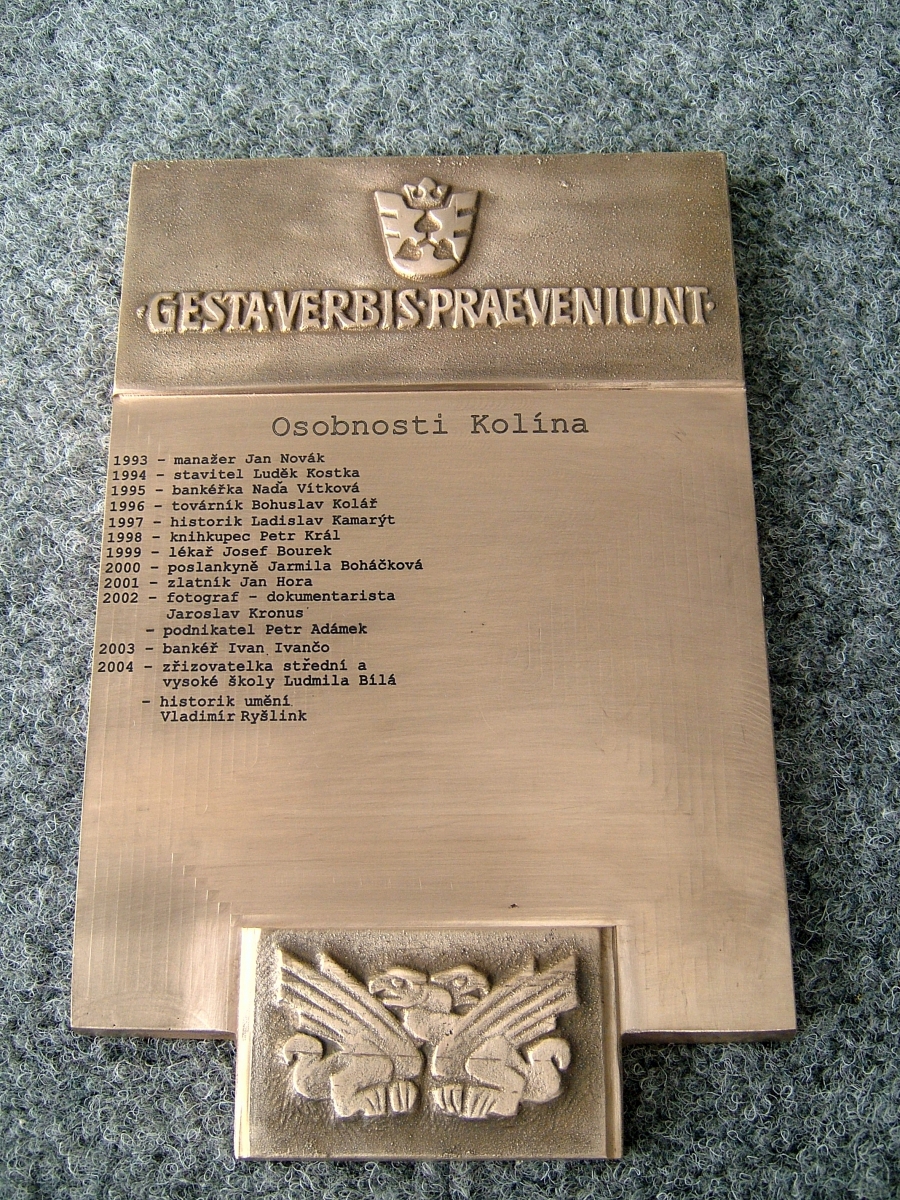 GESTA·VERBIS·PRAEVENIUNT
Osobnosti Kolína
1993 – manažer Jan Novák
1994 – stavitel Luděk Kostka
1995 – bankéřka Naďa Vítková
1996 – továrník Bohuslav Kolář
1997 – historik Ladislav Kamarýt
1998 – knihkupec Petr Král
1999 – lékař Josef Bourek
2000 – poslankyně Jarmila Boháčková
2001 – zlatník Jan Hora
2002 – fotograf – dokumentarista
Jaroslav Kronus
– podnikatel Petr Adámek
2003 – bankéř Ivan Ivančo
2004 – zřizovatelka střední a
vysoké školy Ludmila Bílá
– historik umění
Vladimír Ryšlink